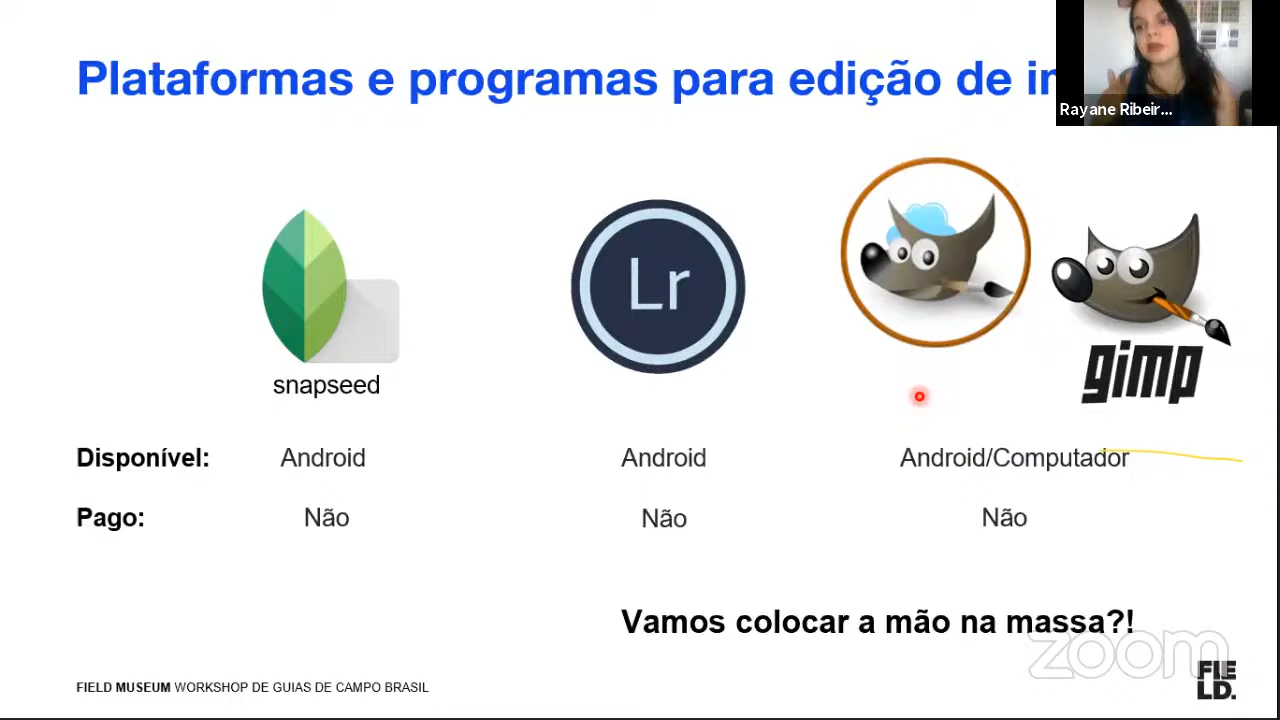 Plataformas e programas para edição de
Rayane Ribeir...
Lr
snapseed
gimp
Disponível: Android Android Android/Computador
Pago: Não Não Não
Vamos colocar a mão na massa?!
zoom
FIELD MUSEUM WORKSHOP DE GUIAS DE CAMPO BRASIL
FIE
LD.